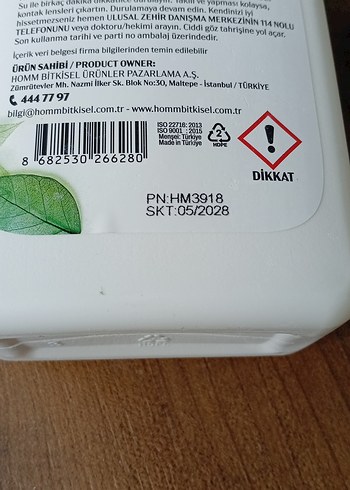 Su ile birkaç dakika dikkatlice durulayın. Takılı ve yapması kolaysa,
kontak lensleri çıkartın. Durulamaya devam edin. Kendinizi iyi
hissetmezseniz hemen ULUSAL ZEHİR DANIŞMA MERKEZİNİN 114 NOLU
TELEFONUNU veya doktoru/hekimi arayın. Ciddi göz tahrişine yol açar.
Son kullanma tarihi ve parti no ambalaj üzerindedir.
İçerik veri belgesi firma bilgilerinden temin edilebilir
ÜRÜN SAHİBİ / PRODUCT OWNER:
HOMM BİTKİSEL ÜRÜNLER PAZARLAMA A.Ş.
Zümrütevler Mh. Nazmi İlker Sk. Blok No:30, Maltepe - İstanbul / TÜRKİYE
444 77 97
bilgi@hommbitkisel.com.tr - www.hommbitkisel.com.tr
ISO 22716: 2013
ISO 9001 : 2015
Menşei: Türkiye
Made in Türkiye
2
HDPE
8 682530 266280
DİKKAT
PN:HM3918
SKT:05/2028